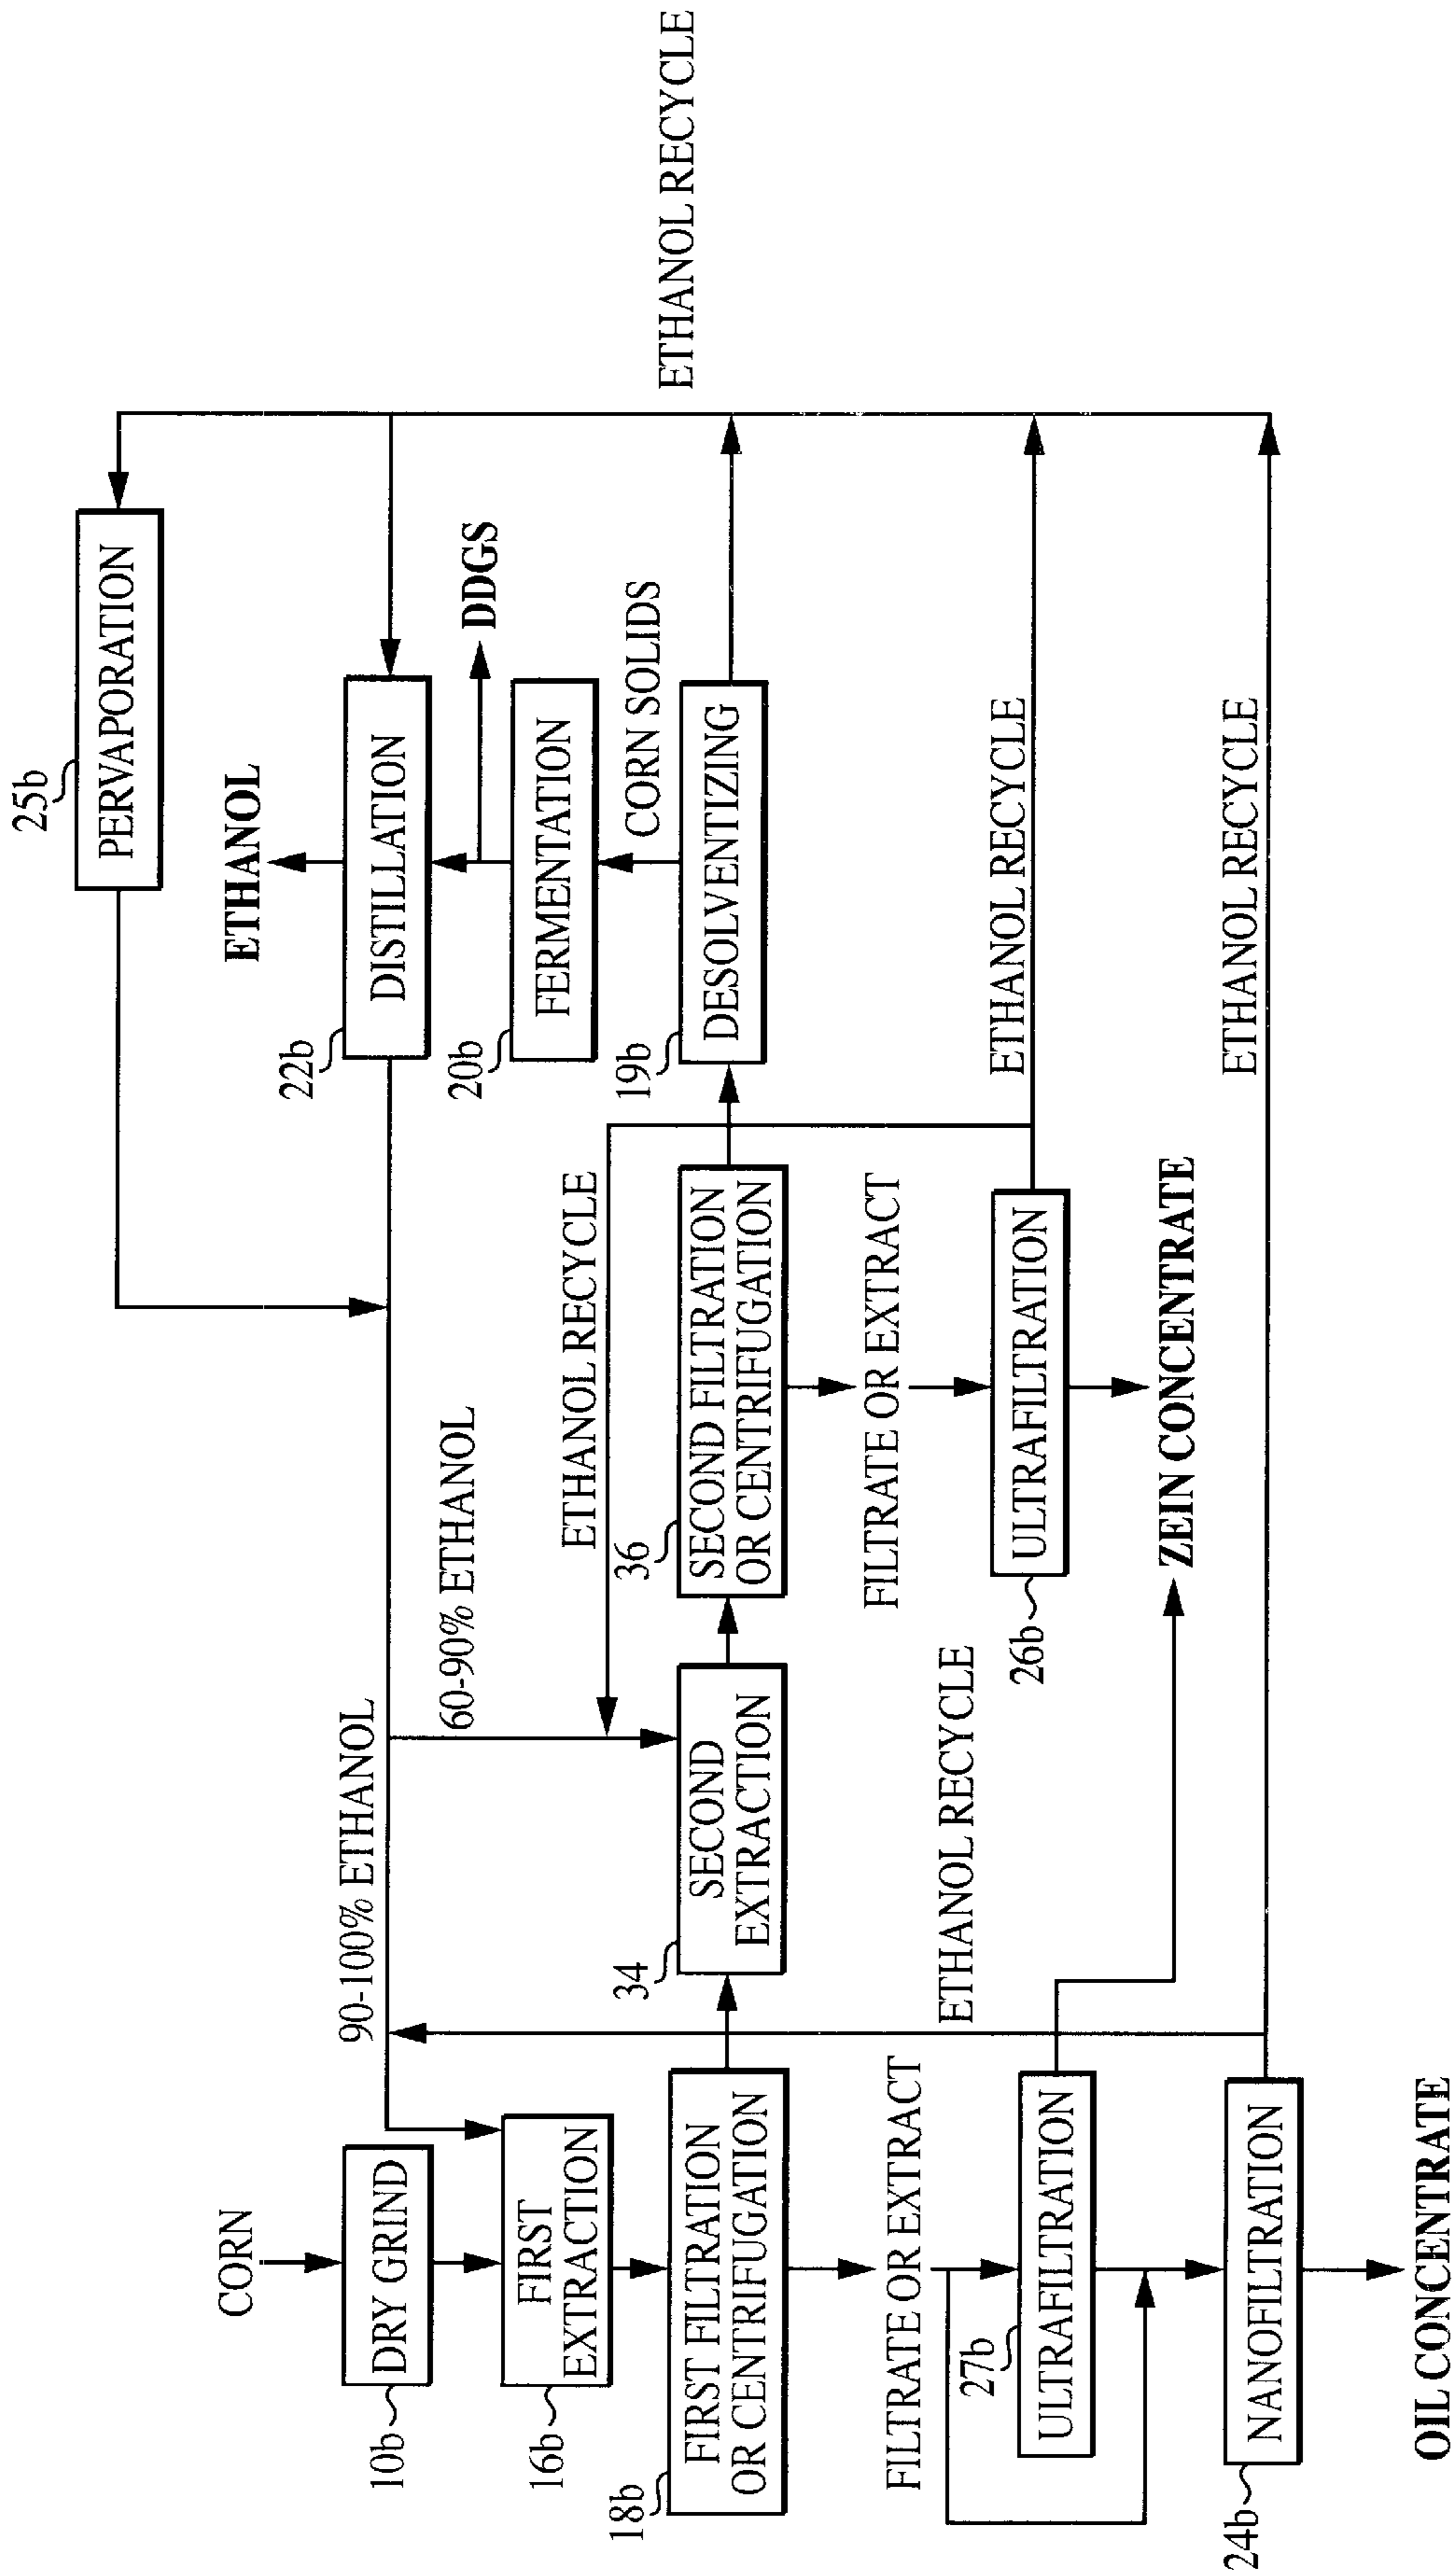 25b
PERVAPORATION
ETHANOL
22b
DISTILLATION
DDGS
20b
FERMENTATION
CORN SOLIDS
19b
DESOLVENTIZING
ETHANOL RECYCLE
CORN
10b
DRY GRIND
90-100% ETHANOL
60-90% ETHANOL
16b
FIRST
EXTRACTION
ETHANOL RECYCLE
18b
FIRST FILTRATION
OR CENTRIFUGATION
34
SECOND
EXTRACTION
36
SECOND FILTRATION
OR CENTRIFUGATION
FILTRATE OR EXTRACT
FILTRATE OR EXTRACT
ETHANOL RECYCLE
ETHANOL RECYCLE
27b
ULTRAFILTRATION
26b
ULTRAFILTRATION
ZEIN CONCENTRATE
ETHANOL RECYCLE
24b
NANOFILTRATION
OIL CONCENTRATE